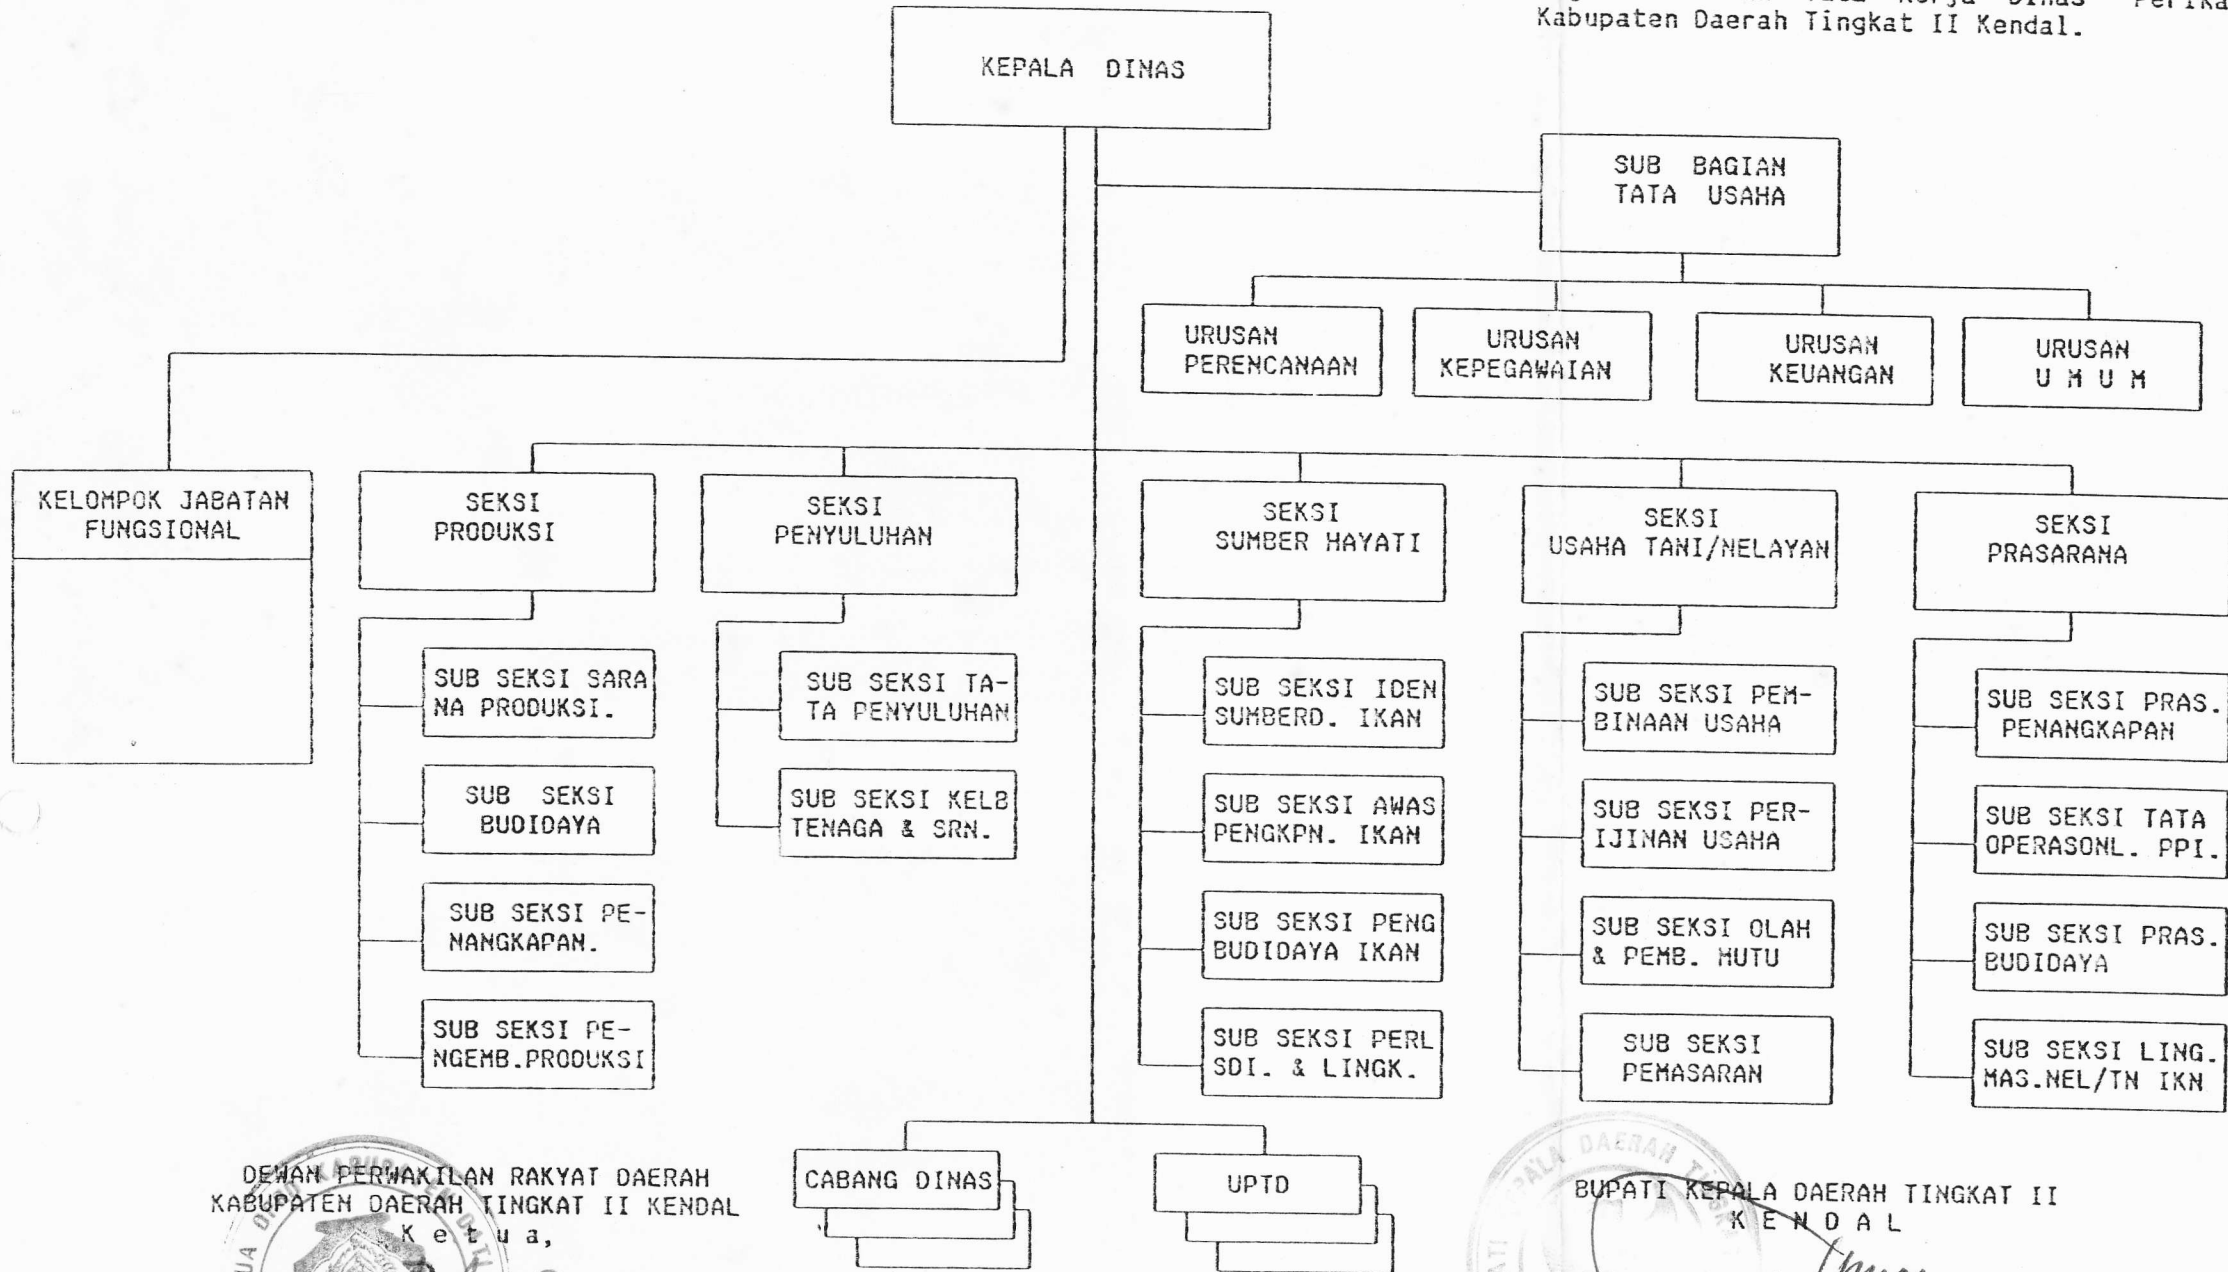 Kerja Dinas
Kabupaten Daerah Tingkat II Kendal.
KEPALA DINAS
SUB BAGIAN
TATA USAHA
URUSAN
PERENCANAAN
URUSAN
KEPEGAWAIAN
URUSAN
KEUANGAN
URUSAN
U M U M
KELOMPOK JABATAN
FUNGSIONAL
SEKSI
PRODUKSI
SEKSI
PENYULUHAN
SEKSI
SUMBER HAYATI
SEKSI
USAHA TANI/NELAYAN
SEKSI
PRASARANA
SUB SEKSI SARA
NA PRODUKSI.
SUB SEKSI
BUDIDAYA
SUB SEKSI PE-
NANGKAPAN.
SUB SEKSI PE-
NGEMB.PRODUKSI
SUB SEKSI TA-
TA PENYULUHAN
SUB SEKSI KELB
TENAGA & SRN.
SUB SEKSI IDEN
SUMBERD. IKAN
SUB SEKSI AWAS
PENGKPN. IKAN
SUB SEKSI PENG
BUDIDAYA IKAN
SUB SEKSI PERL
SDI. & LINGK.
SUB SEKSI PEM-
BINAAN USAHA
SUB SEKSI PER-
IJINAN USAHA
SUB SEKSI OLAH
& PEMB. MUTU
SUB SEKSI
PEMASARAN
SUB SEKSI PRAS.
PENANGKAPAN
SUB SEKSI TATA
OPERASONL. PPI.
SUB SEKSI PRAS.
BUDIDAYA
SUB SEKSI LING.
MAS.NEL/TN IKN
CABANG DINAS
UPTD
DEWAN PERWAKILAN RAKYAT DAERAH
KABUPATEN DAERAH TINGKAT II KENDAL
K e t u a,
BUPATI KEPALA DAERAH TINGKAT II
K E N D A L